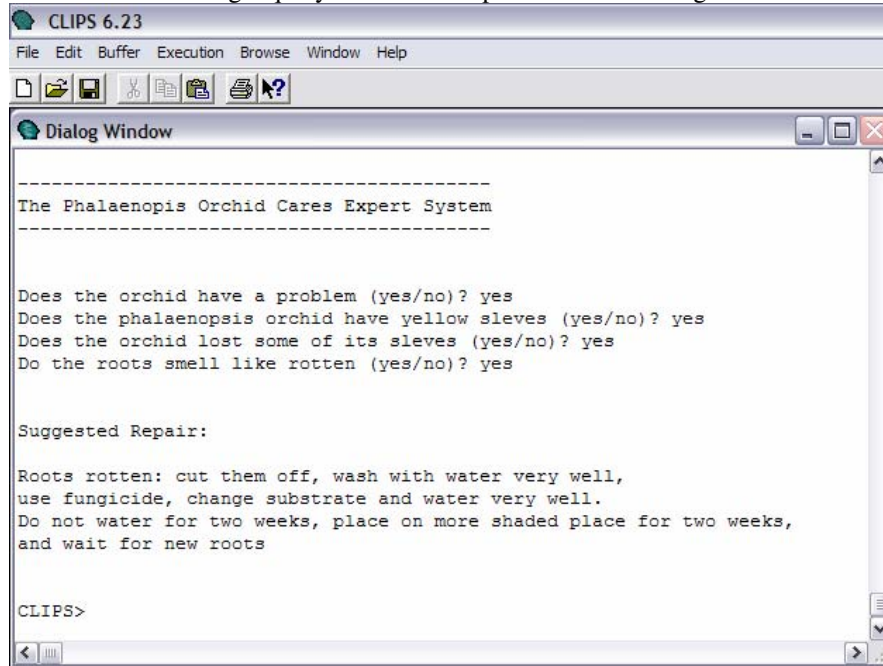 CLIPS 6.23
File Edit Buffer Execution Browse Window Help
Dialog Window
------------------------------------------
The Phalaenopis Orchid Cares Expert System
------------------------------------------
Does the orchid have a problem (yes/no)? yes
Does the phalaenopsis orchid have yellow sleves (yes/no)? yes
Does the orchid lost some of its sleves (yes/no)? yes
Do the roots smell like rotten (yes/no)? yes
Suggested Repair:
Roots rotten: cut them off, wash with water very well,
use fungicide, change substrate and water very well.
Do not water for two weeks, place on more shaded place for two weeks,
and wait for new roots
CLIPS>